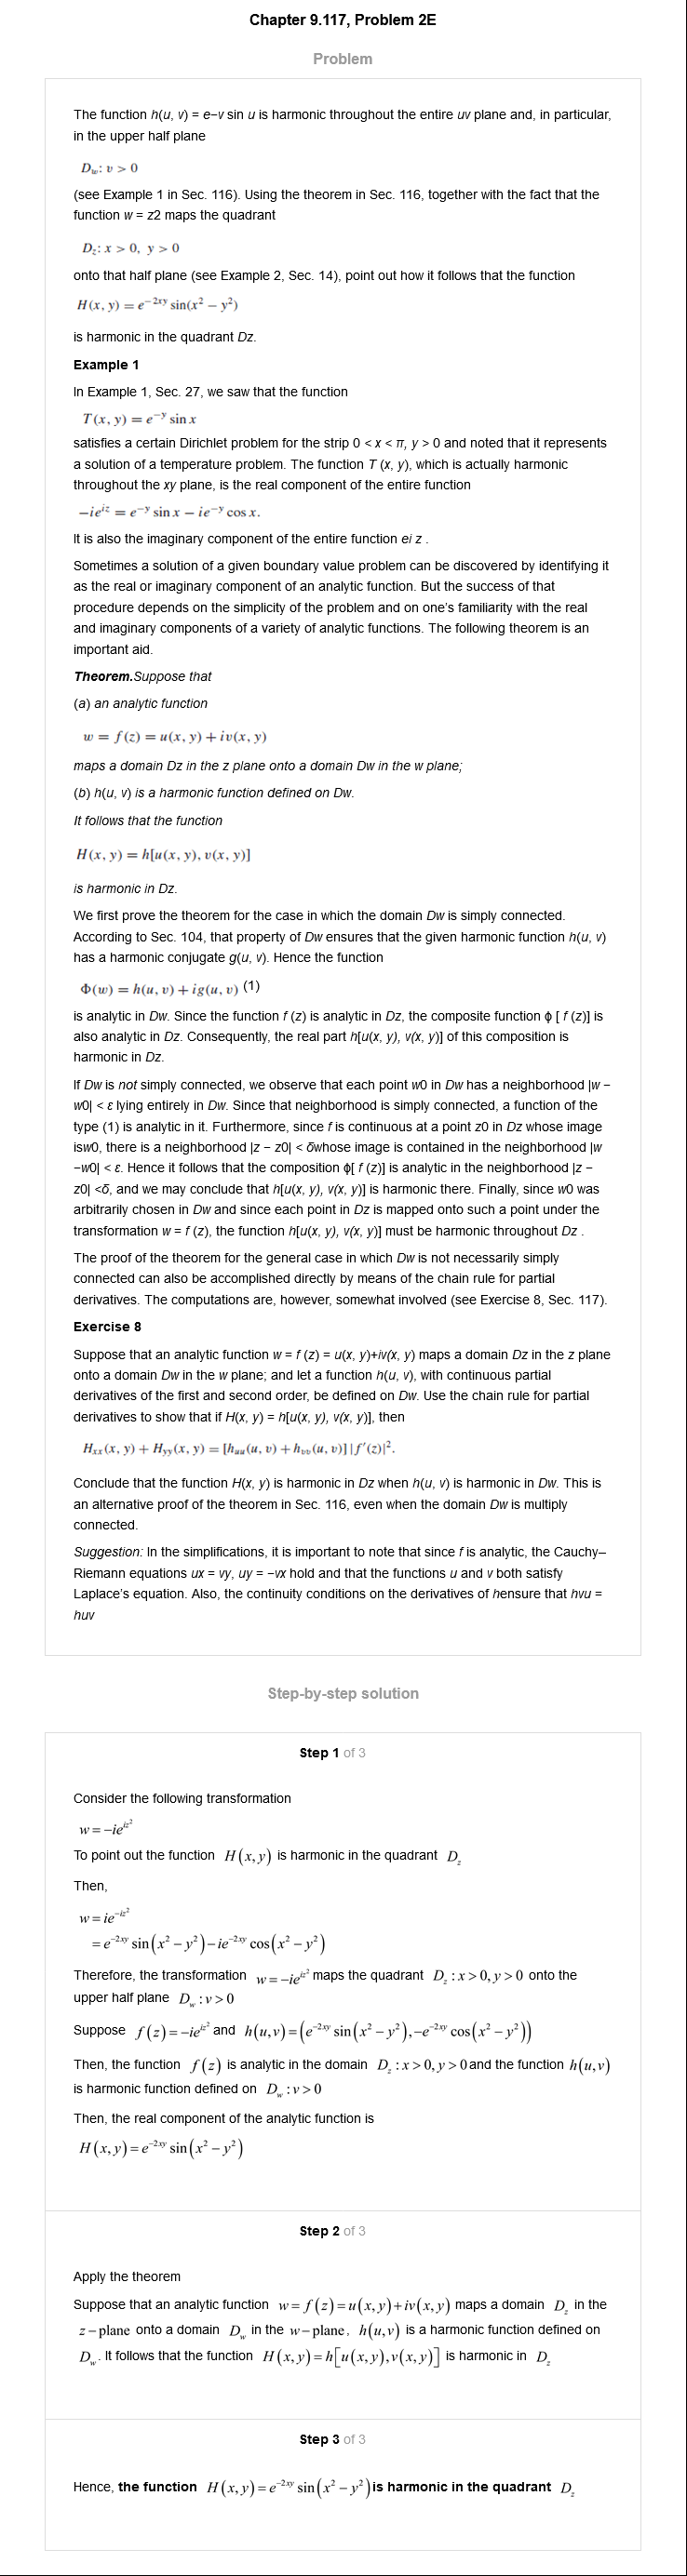 Chapter 9.117, Problem 2E
Problem
The function h(u, v) = e−v sin u is harmonic throughout the entire uv plane and, in particular,
in the upper half plane
D_w: v > 0
(see Example 1 in Sec. 116). Using the theorem in Sec. 116, together with the fact that the
function w = z2 maps the quadrant
D_z: x > 0, y > 0
onto that half plane (see Example 2, Sec. 14), point out how it follows that the function
H(x, y) = e^{−2xy} sin(x² − y²)
is harmonic in the quadrant Dz.
Example 1
In Example 1, Sec. 27, we saw that the function
T(x, y) = e^{−y} sin x
satisfies a certain Dirichlet problem for the strip 0 < x < π, y > 0 and noted that it represents
a solution of a temperature problem. The function T (x, y), which is actually harmonic
throughout the xy plane, is the real component of the entire function
−ie^{iz} = e^{−y} sin x − ie^{−y} cos x.
It is also the imaginary component of the entire function ei z .
Sometimes a solution of a given boundary value problem can be discovered by identifying it
as the real or imaginary component of an analytic function. But the success of that
procedure depends on the simplicity of the problem and on one's familiarity with the real
and imaginary components of a variety of analytic functions. The following theorem is an
important aid.
Theorem.Suppose that
(a) an analytic function
w = f(z) = u(x, y) + iv(x, y)
maps a domain Dz in the z plane onto a domain Dw in the w plane;
(b) h(u, v) is a harmonic function defined on Dw.
It follows that the function
H(x, y) = h[u(x, y), v(x, y)]
is harmonic in Dz.
We first prove the theorem for the case in which the domain Dw is simply connected.
According to Sec. 104, that property of Dw ensures that the given harmonic function h(u, v)
has a harmonic conjugate g(u, v). Hence the function
Φ(w) = h(u, v) + ig(u, v) (1)
is analytic in Dw. Since the function f (z) is analytic in Dz, the composite function ϕ [ f (z)] is
also analytic in Dz. Consequently, the real part h[u(x, y), v(x, y)] of this composition is
harmonic in Dz.
If Dw is not simply connected, we observe that each point w0 in Dw has a neighborhood |w −
w0| < ε lying entirely in Dw. Since that neighborhood is simply connected, a function of the
type (1) is analytic in it. Furthermore, since f is continuous at a point z0 in Dz whose image
isw0, there is a neighborhood |z − z0| < δwhose image is contained in the neighborhood |w
−w0| < ε. Hence it follows that the composition ϕ[ f (z)] is analytic in the neighborhood |z −
z0| <δ, and we may conclude that h[u(x, y), v(x, y)] is harmonic there. Finally, since w0 was
arbitrarily chosen in Dw and since each point in Dz is mapped onto such a point under the
transformation w = f (z), the function h[u(x, y), v(x, y)] must be harmonic throughout Dz .
The proof of the theorem for the general case in which Dw is not necessarily simply
connected can also be accomplished directly by means of the chain rule for partial
derivatives. The computations are, however, somewhat involved (see Exercise 8, Sec. 117).
Exercise 8
Suppose that an analytic function w = f (z) = u(x, y)+iv(x, y) maps a domain Dz in the z plane
onto a domain Dw in the w plane; and let a function h(u, v), with continuous partial
derivatives of the first and second order, be defined on Dw. Use the chain rule for partial
derivatives to show that if H(x, y) = h[u(x, y), v(x, y)], then
H_{xx}(x, y) + H_{yy}(x, y) = [h_{uu}(u, v) + h_{vv}(u, v)] |f′(z)|².
Conclude that the function H(x, y) is harmonic in Dz when h(u, v) is harmonic in Dw. This is
an alternative proof of the theorem in Sec. 116, even when the domain Dw is multiply
connected.
Suggestion: In the simplifications, it is important to note that since f is analytic, the Cauchy–
Riemann equations ux = vy, uy = −vx hold and that the functions u and v both satisfy
Laplace's equation. Also, the continuity conditions on the derivatives of hensure that hvu =
huv
Step-by-step solution
Step 1 of 3
Consider the following transformation
w = −ie^{iz²}
To point out the function H(x, y) is harmonic in the quadrant D_z
Then,
w = ie^{−iz²}
= e^{−2xy} sin(x² − y²) − ie^{−2xy} cos(x² − y²)
Therefore, the transformation w = −ie^{iz²} maps the quadrant D_z : x > 0, y > 0 onto the
upper half plane D_w : v > 0
Suppose f(z) = −ie^{iz²} and h(u, v) = (e^{−2xy} sin(x² − y²), −e^{−2xy} cos(x² − y²))
Then, the function f(z) is analytic in the domain D_z : x > 0, y > 0 and the function h(u, v)
is harmonic function defined on D_w : v > 0
Then, the real component of the analytic function is
H(x, y) = e^{−2xy} sin(x² − y²)
Step 2 of 3
Apply the theorem
Suppose that an analytic function w = f(z) = u(x, y) + iv(x, y) maps a domain D_z in the
z − plane onto a domain D_w in the w − plane, h(u, v) is a harmonic function defined on
D_w. It follows that the function H(x, y) = h[u(x, y), v(x, y)] is harmonic in D_z
Step 3 of 3
Hence, the function H(x, y) = e^{−2xy} sin(x² − y²) is harmonic in the quadrant D_z